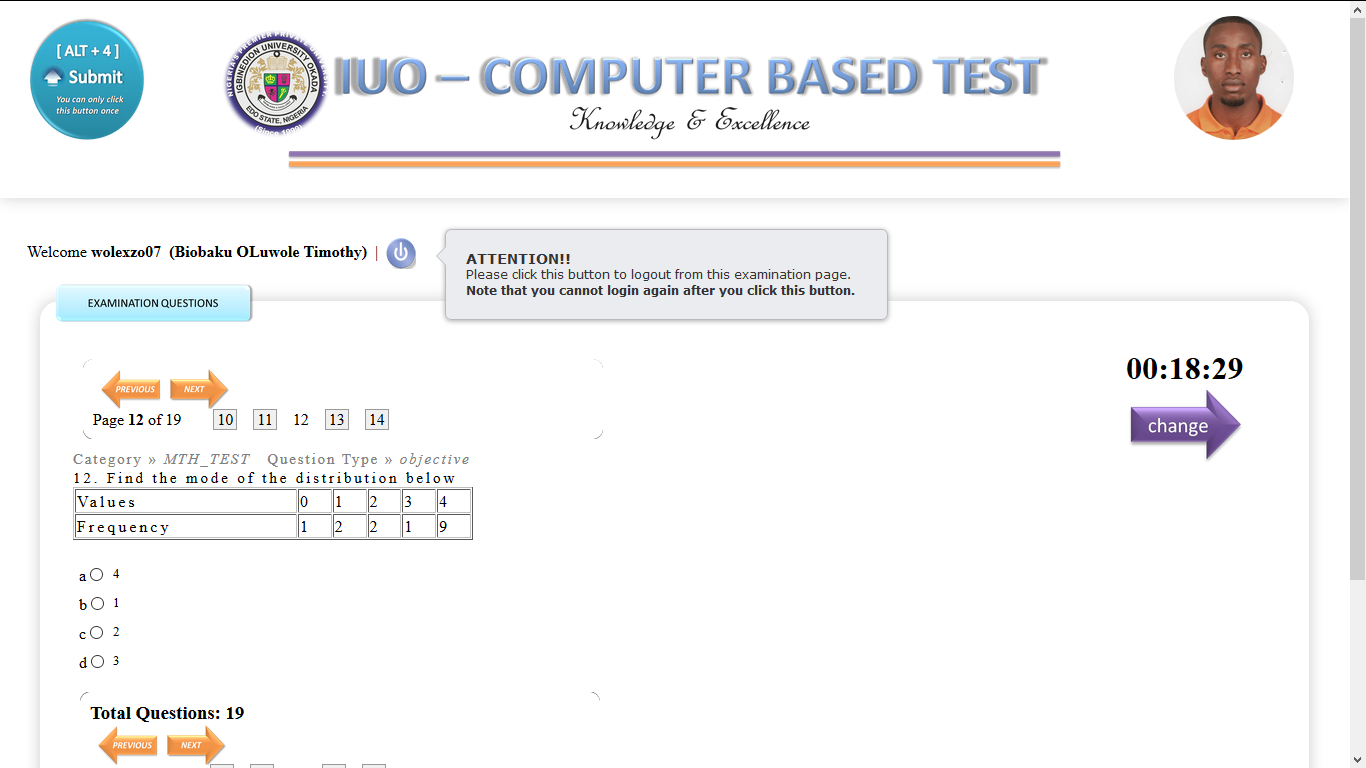 [ ALT + 4 ]
Submit
You can only click
this button once
NIGERIA'S PREMIER PRIVATE UNIVERSITY
IGBINEDION UNIVERSITY OKADA
EDO STATE, NIGERIA
(Since 1999)
IUO – COMPUTER BASED TEST
Knowledge & Excellence
Welcome wolexzo07 (Biobaku OLuwole Timothy) |
ATTENTION!!
Please click this button to logout from this examination page.
Note that you cannot login again after you click this button.
EXAMINATION QUESTIONS
00:18:29
PREVIOUS NEXT
change
Page 12 of 19 10 11 12 13 14
Category » MTH_TEST Question Type » objective
12. Find the mode of the distribution below
Values 0 1 2 3 4
Frequency 1 2 2 1 9
a 4
b 1
c 2
d 3
Total Questions: 19
PREVIOUS NEXT